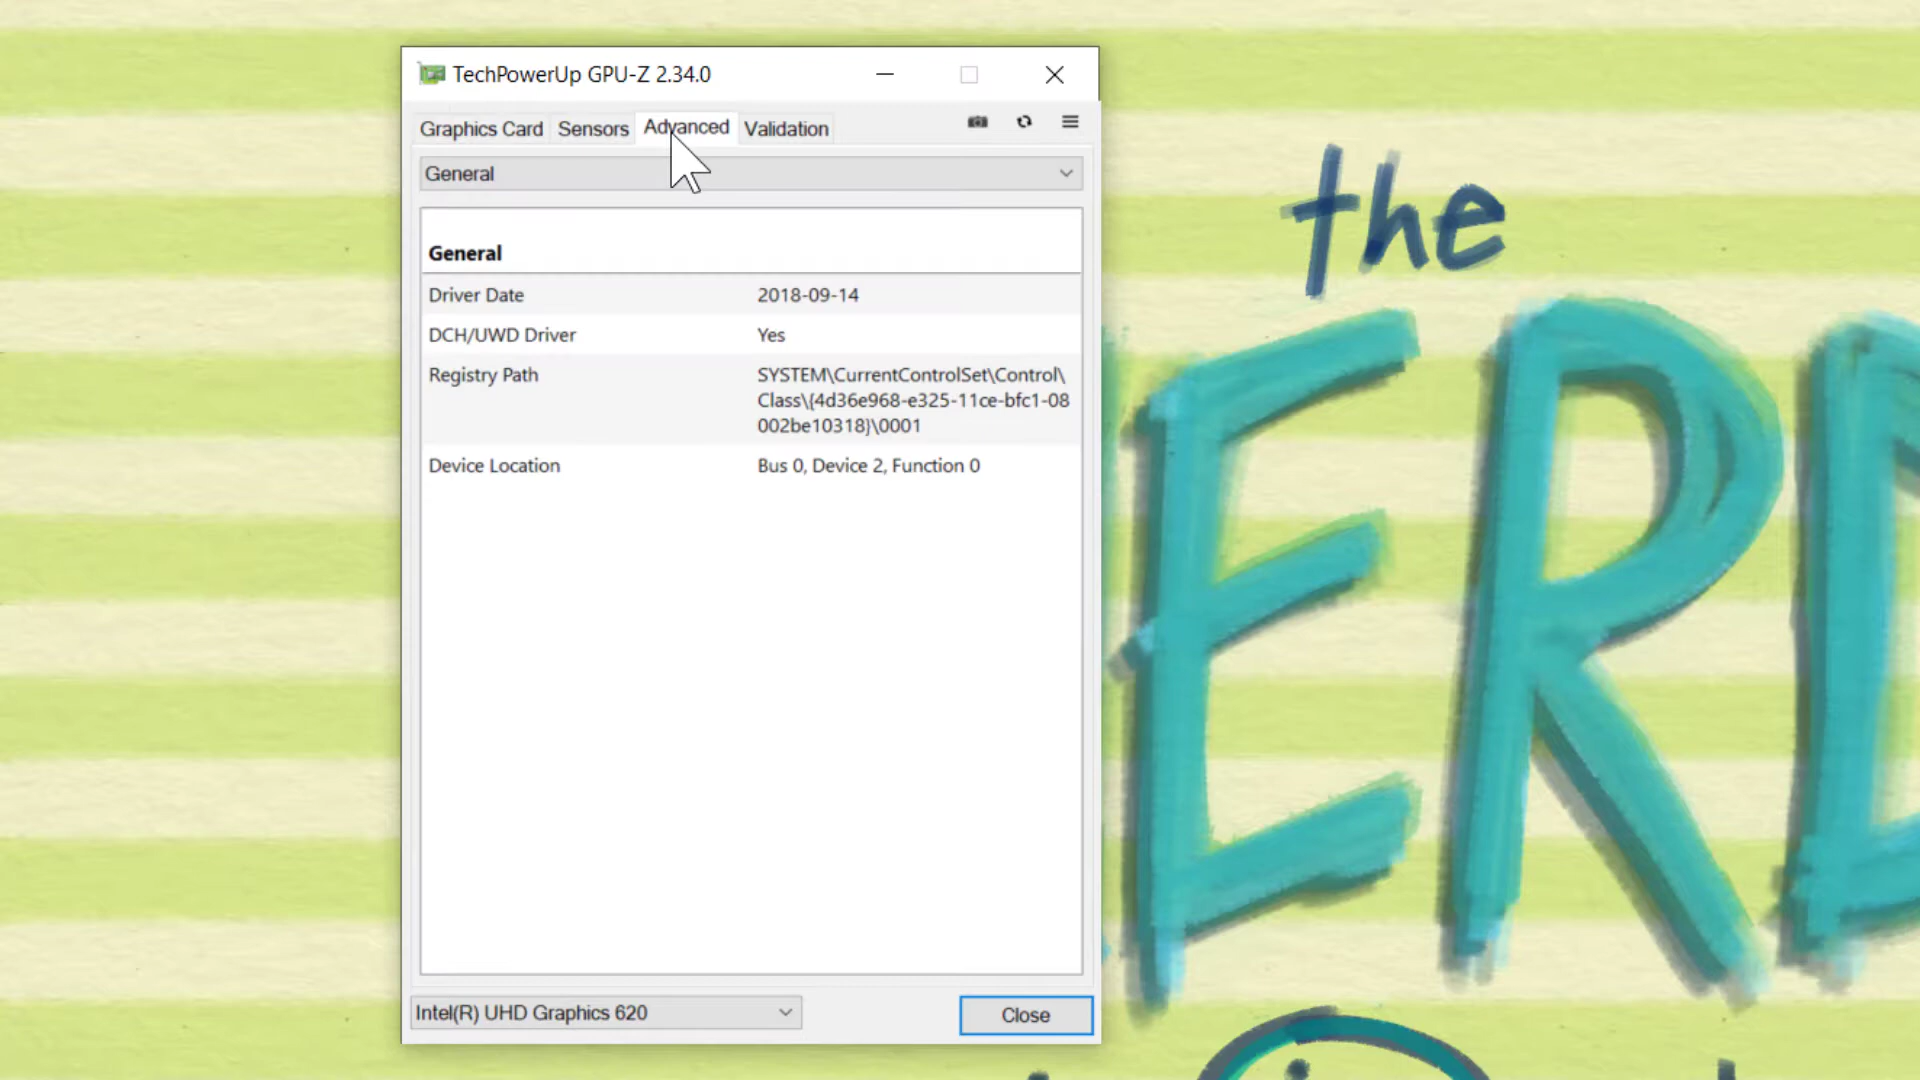 TechPowerUp GPU-Z 2.34.0
Graphics Card Sensors Advanced Validation
General
General
Driver Date 2018-09-14
DCH/UWD Driver Yes
Registry Path SYSTEM\CurrentControlSet\Control\
Class\{4d36e968-e325-11ce-bfc1-08
002be10318}\0001
Device Location Bus 0, Device 2, Function 0
Intel(R) UHD Graphics 620 Close
the
ER